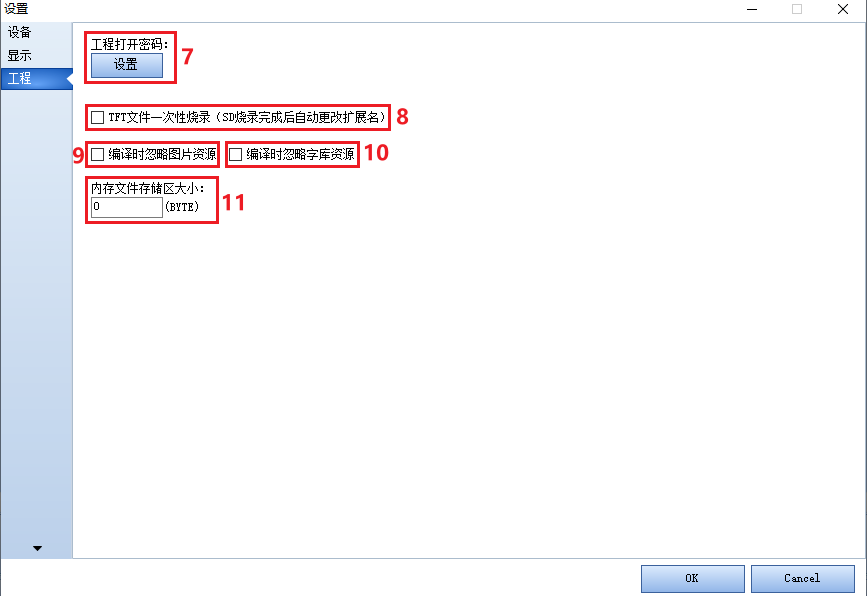 设置
设备
显示
工程
工程打开密码:
设置
7
TFT文件一次性烧录（SD烧录完成后自动更改扩展名） 8
9 编译时忽略图片资源 编译时忽略字库资源 10
内存文件存储区大小:
0 (BYTE)
11
OK Cancel